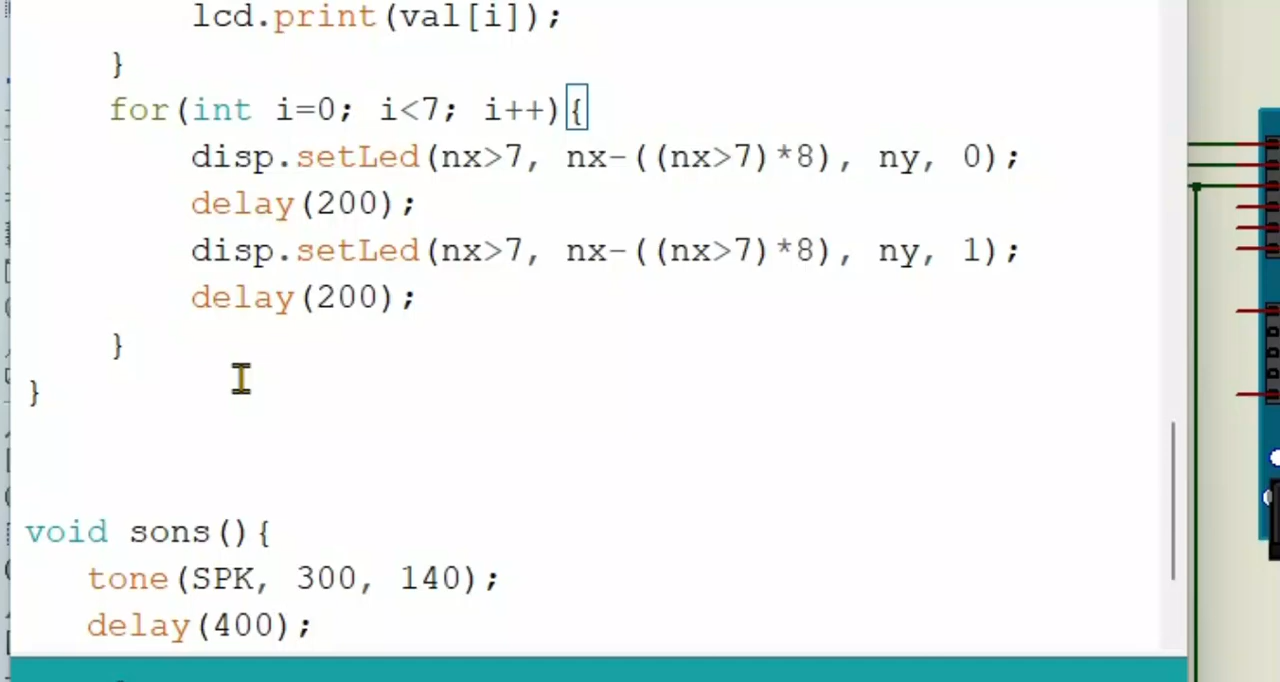 lcd.print(val[i]);
}
for(int i=0; i<7; i++){
disp.setLed(nx>7, nx-((nx>7)*8), ny, 0);
delay(200);
disp.setLed(nx>7, nx-((nx>7)*8), ny, 1);
delay(200);
}
}
void sons(){
tone(SPK, 300, 140);
delay(400);